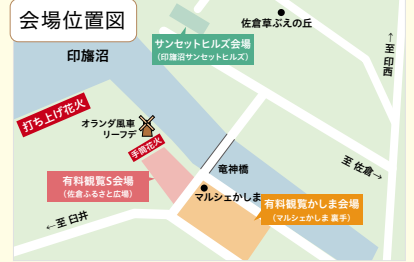 会場位置図
佐倉草ぶえの丘
←至 印西
印旛沼
サンセットヒルズ会場
(印旛沼サンセットヒルズ)
打ち上げ花火
オランダ風車
リーフデ
手筒花火
竜神橋
至 佐倉→
有料観覧S会場
(佐倉ふるさと広場)
マルシェかしま
有料観覧かしま会場
(マルシェかしま 裏手)
←至 臼井